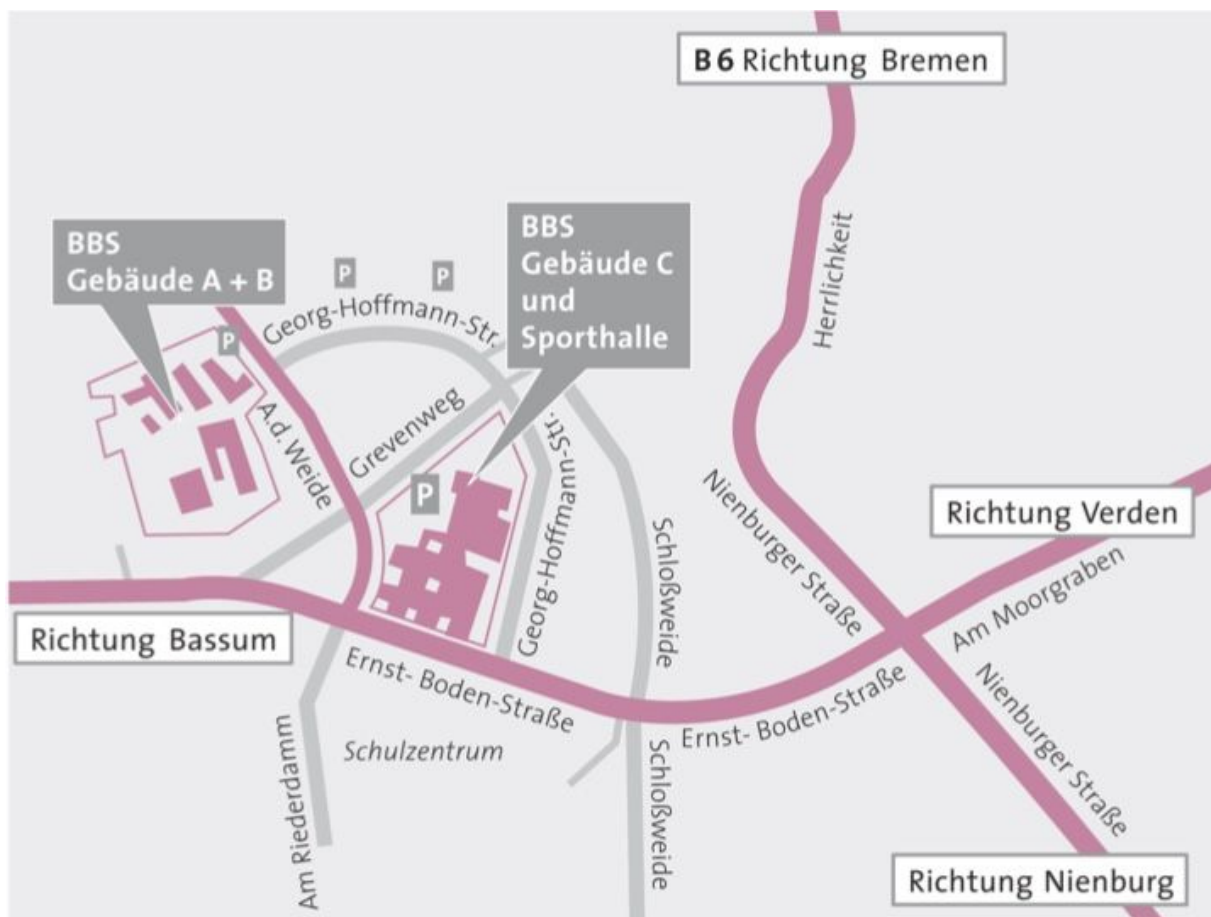 B 6 Richtung Bremen
BBS
Gebäude A + B
BBS
Gebäude C
und
Sporthalle
P
P
P
P
Georg-Hoffmann-Str.
Herrlichkeit
A.d. Weide
Grevenweg
Georg-Hoffmann-Str.
Schloßweide
Nienburger Straße
Richtung Verden
Am Moorgraben
Richtung Bassum
Ernst- Boden-Straße
Ernst- Boden-Straße
Nienburger Straße
Schulzentrum
Am Riederdamm
Schloßweide
Richtung Nienburg